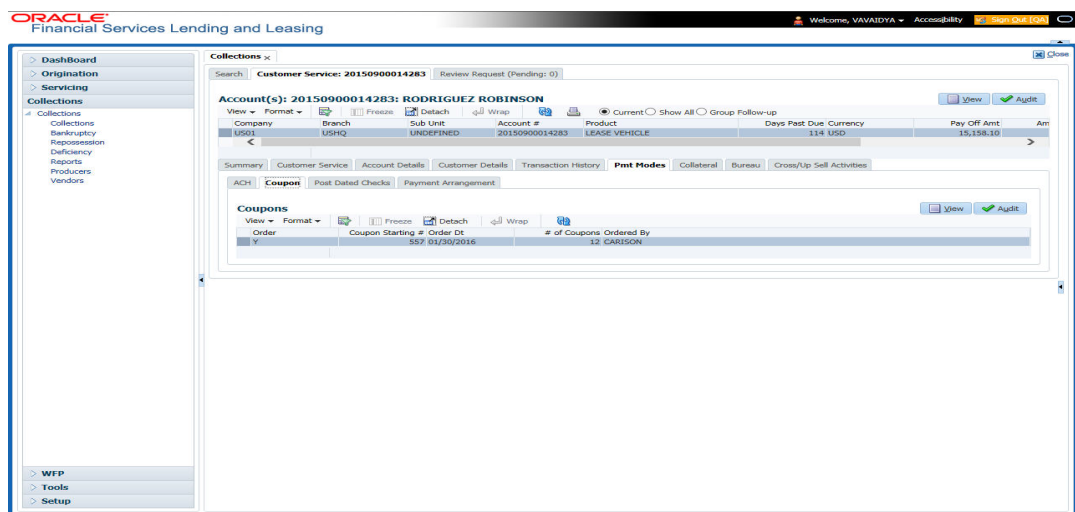 ORACLE
Financial Services Lending and Leasing
Welcome, VAVAIDYA Accessibility Sign Out [QA]
Close
DashBoard
Origination
Servicing
Collections
Collections
Collections
Bankruptcy
Repossession
Deficiency
Reports
Producers
Vendors
WFP
Tools
Setup
Collections x
Search Customer Service: 20150900014283 Review Request (Pending: 0)
Account(s): 20150900014283: RODRIGUEZ ROBINSON View Audit
View Format Freeze Detach Wrap Current Show All Group Follow-up
Company Branch Sub Unit Account # Product Days Past Due Currency Pay Off Amt Am
US01 USHQ UNDEFINED 20150900014283 LEASE VEHICLE 114 USD 15,158.10
Summary Customer Service Account Details Customer Details Transaction History Pmt Modes Collateral Bureau Cross/Up Sell Activities
ACH Coupon Post Dated Checks Payment Arrangement
Coupons View Audit
View Format Freeze Detach Wrap
Order Coupon Starting # Order Dt # of Coupons Ordered By
Y 557 01/30/2016 12 CARISON